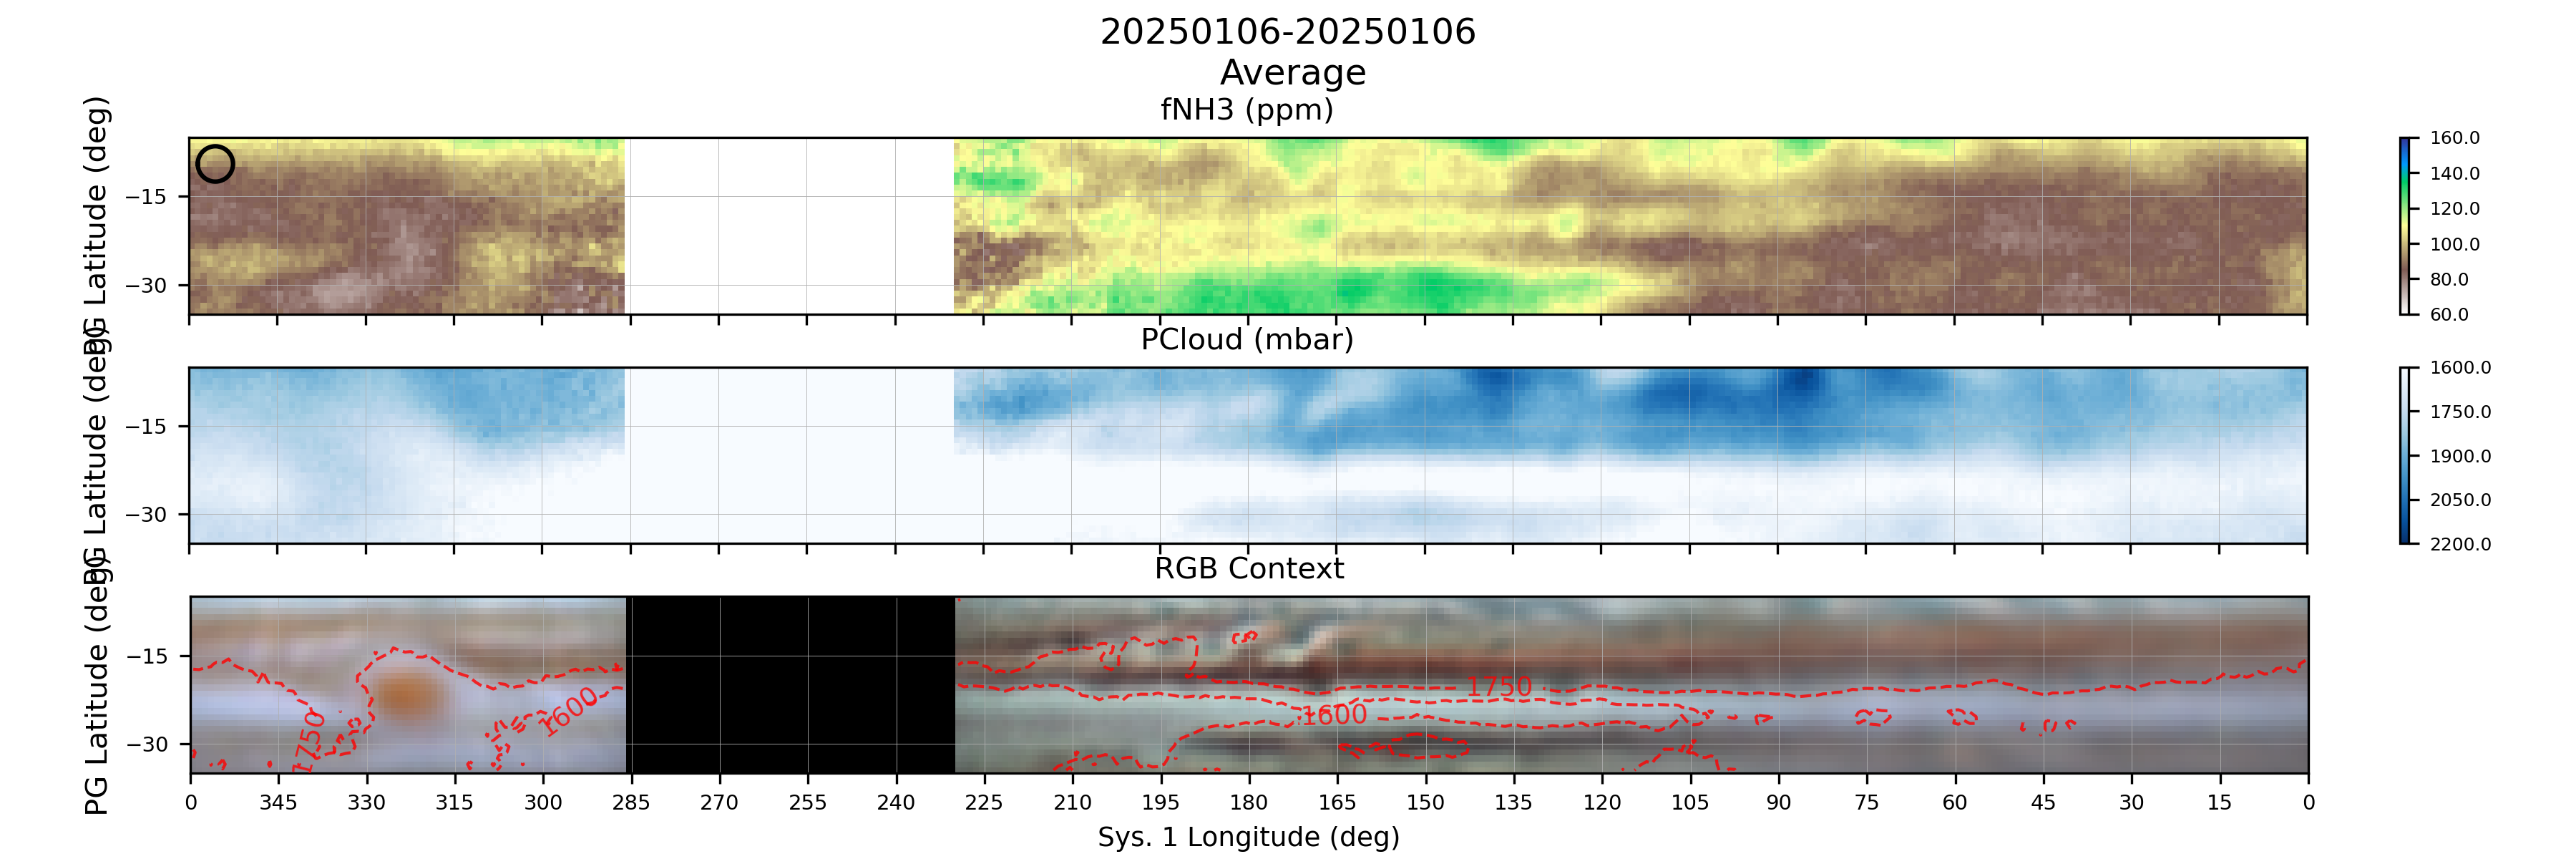 20250106-20250106
Average
fNH3 (ppm)
PG Latitude (deg)
−15
−30
160.0
140.0
120.0
100.0
80.0
60.0
PCloud (mbar)
PG Latitude (deg)
−15
−30
1600.0
1750.0
1900.0
2050.0
2200.0
RGB Context
PG Latitude (deg)
−15
−30
1750
1600
1750
1600
0 345 330 315 300 285 270 255 240 225 210 195 180 165 150 135 120 105 90 75 60 45 30 15 0
Sys. 1 Longitude (deg)